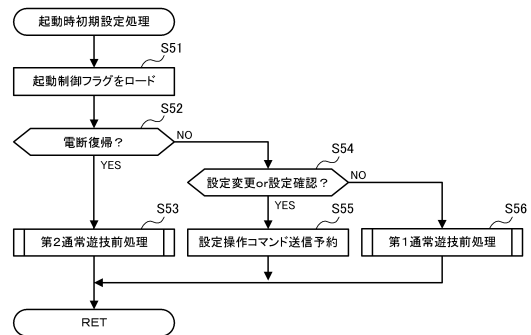 起動時初期設定処理
S51
起動制御フラグをロード
S52
電断復帰？
NO
YES
S54
設定変更or設定確認？
NO
YES
S53
第２通常遊技前処理
S55
設定操作コマンド送信予約
S56
第１通常遊技前処理
RET